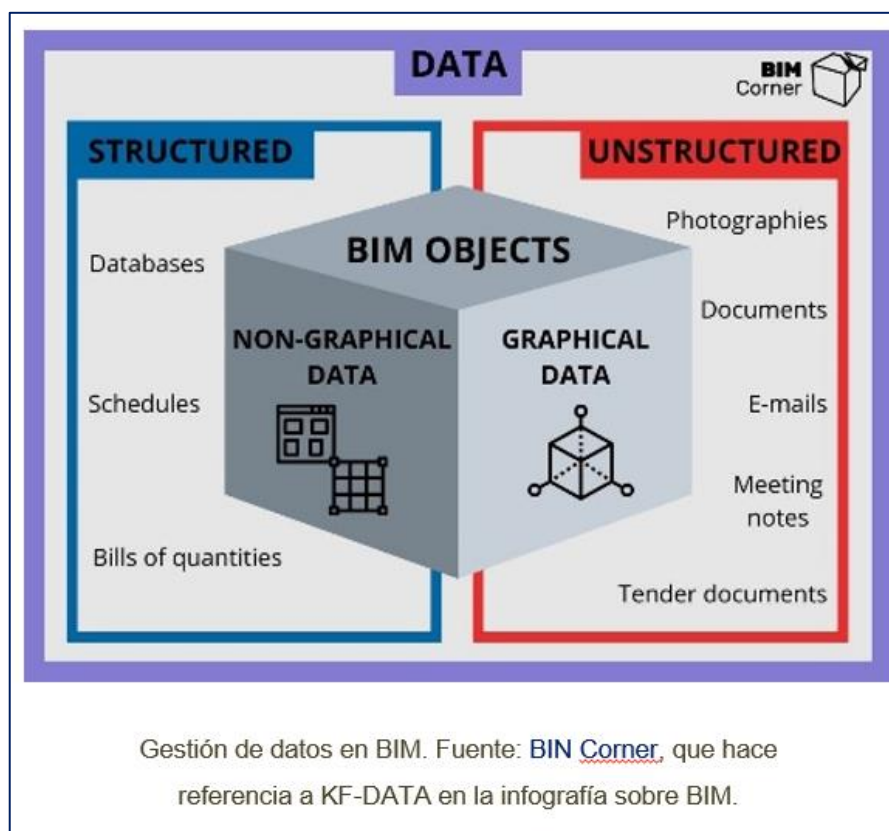 DATA
BIM
Corner
STRUCTURED
UNSTRUCTURED
Databases
Schedules
Bills of quantities
BIM OBJECTS
NON-GRAPHICAL
DATA
GRAPHICAL
DATA
Photographies
Documents
E-mails
Meeting
notes
Tender documents
Gestión de datos en BIM. Fuente: BIN Corner, que hace
referencia a KF-DATA en la infografía sobre BIM.